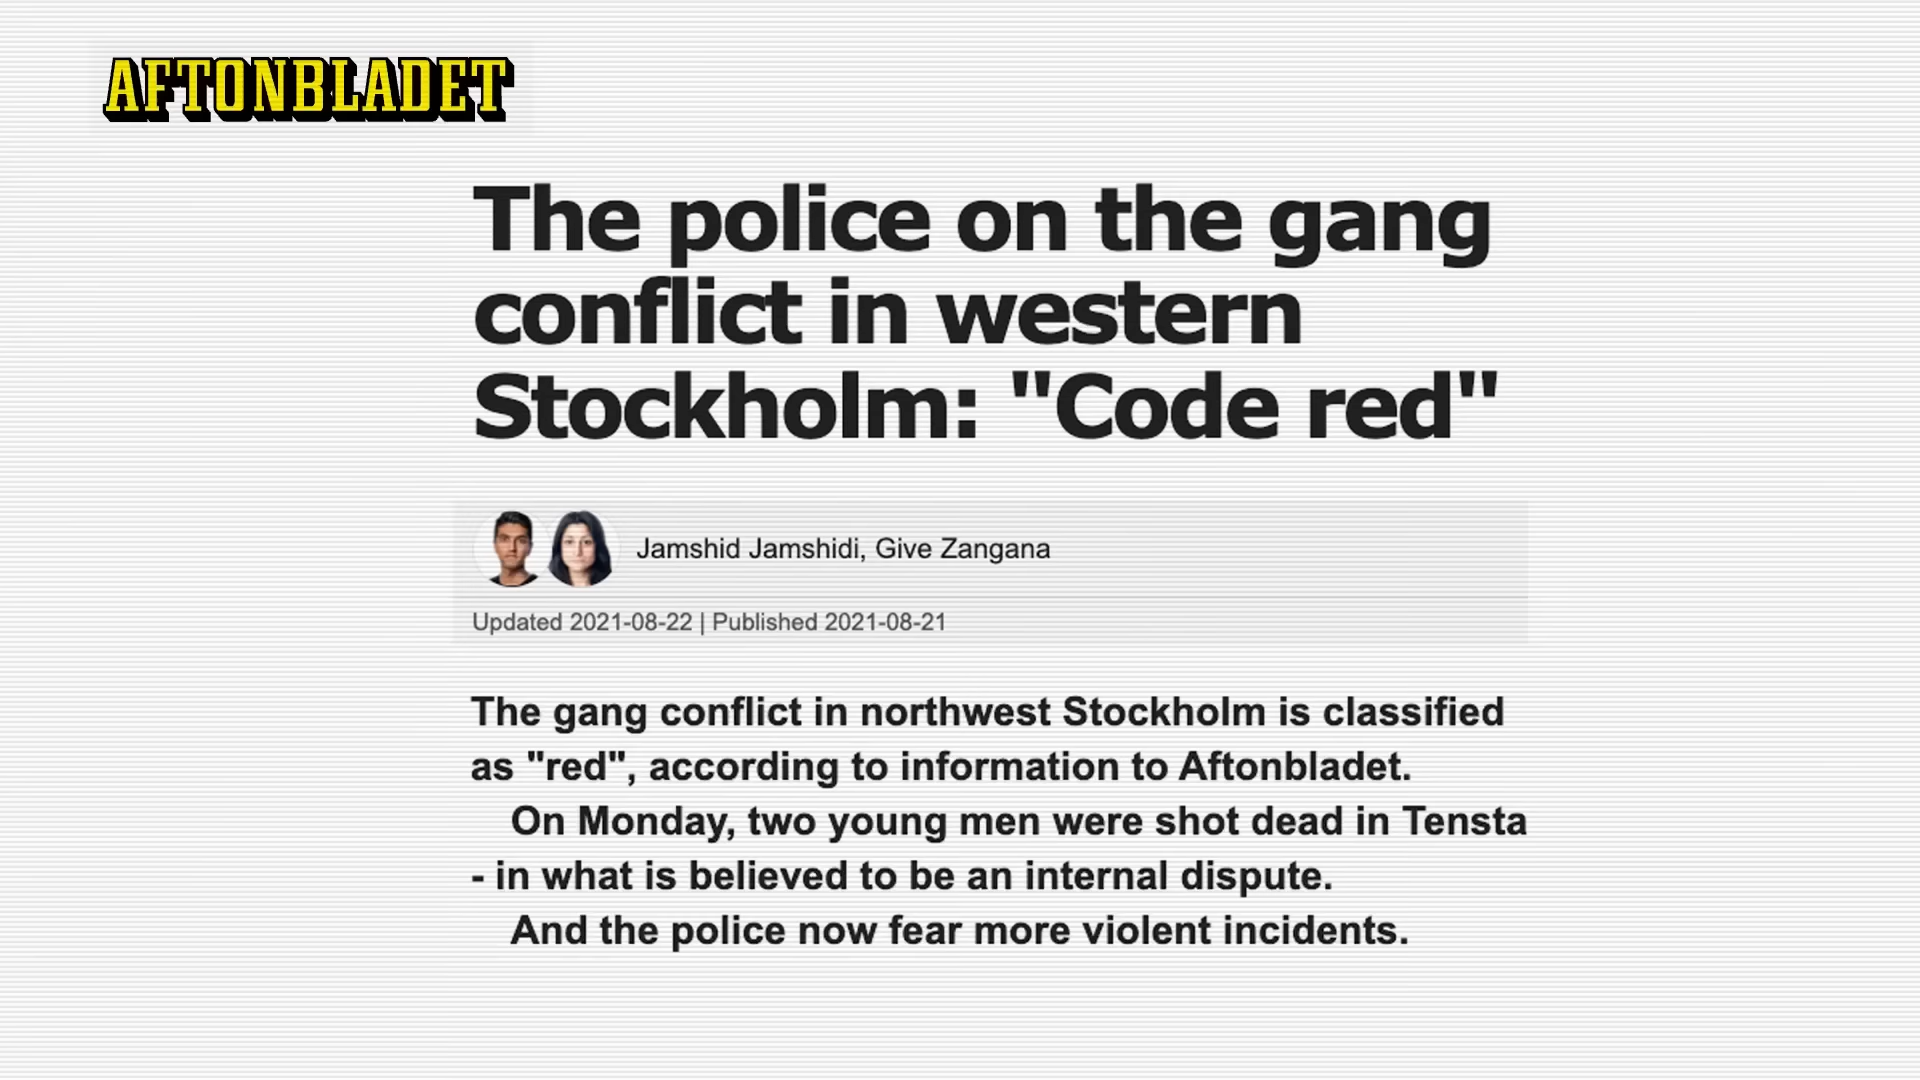 AFTONBLADET
The police on the gang
conflict in western
Stockholm: "Code red"
Jamshid Jamshidi, Give Zangana
Updated 2021-08-22 | Published 2021-08-21
The gang conflict in northwest Stockholm is classified
as "red", according to information to Aftonbladet.
On Monday, two young men were shot dead in Tensta
- in what is believed to be an internal dispute.
And the police now fear more violent incidents.